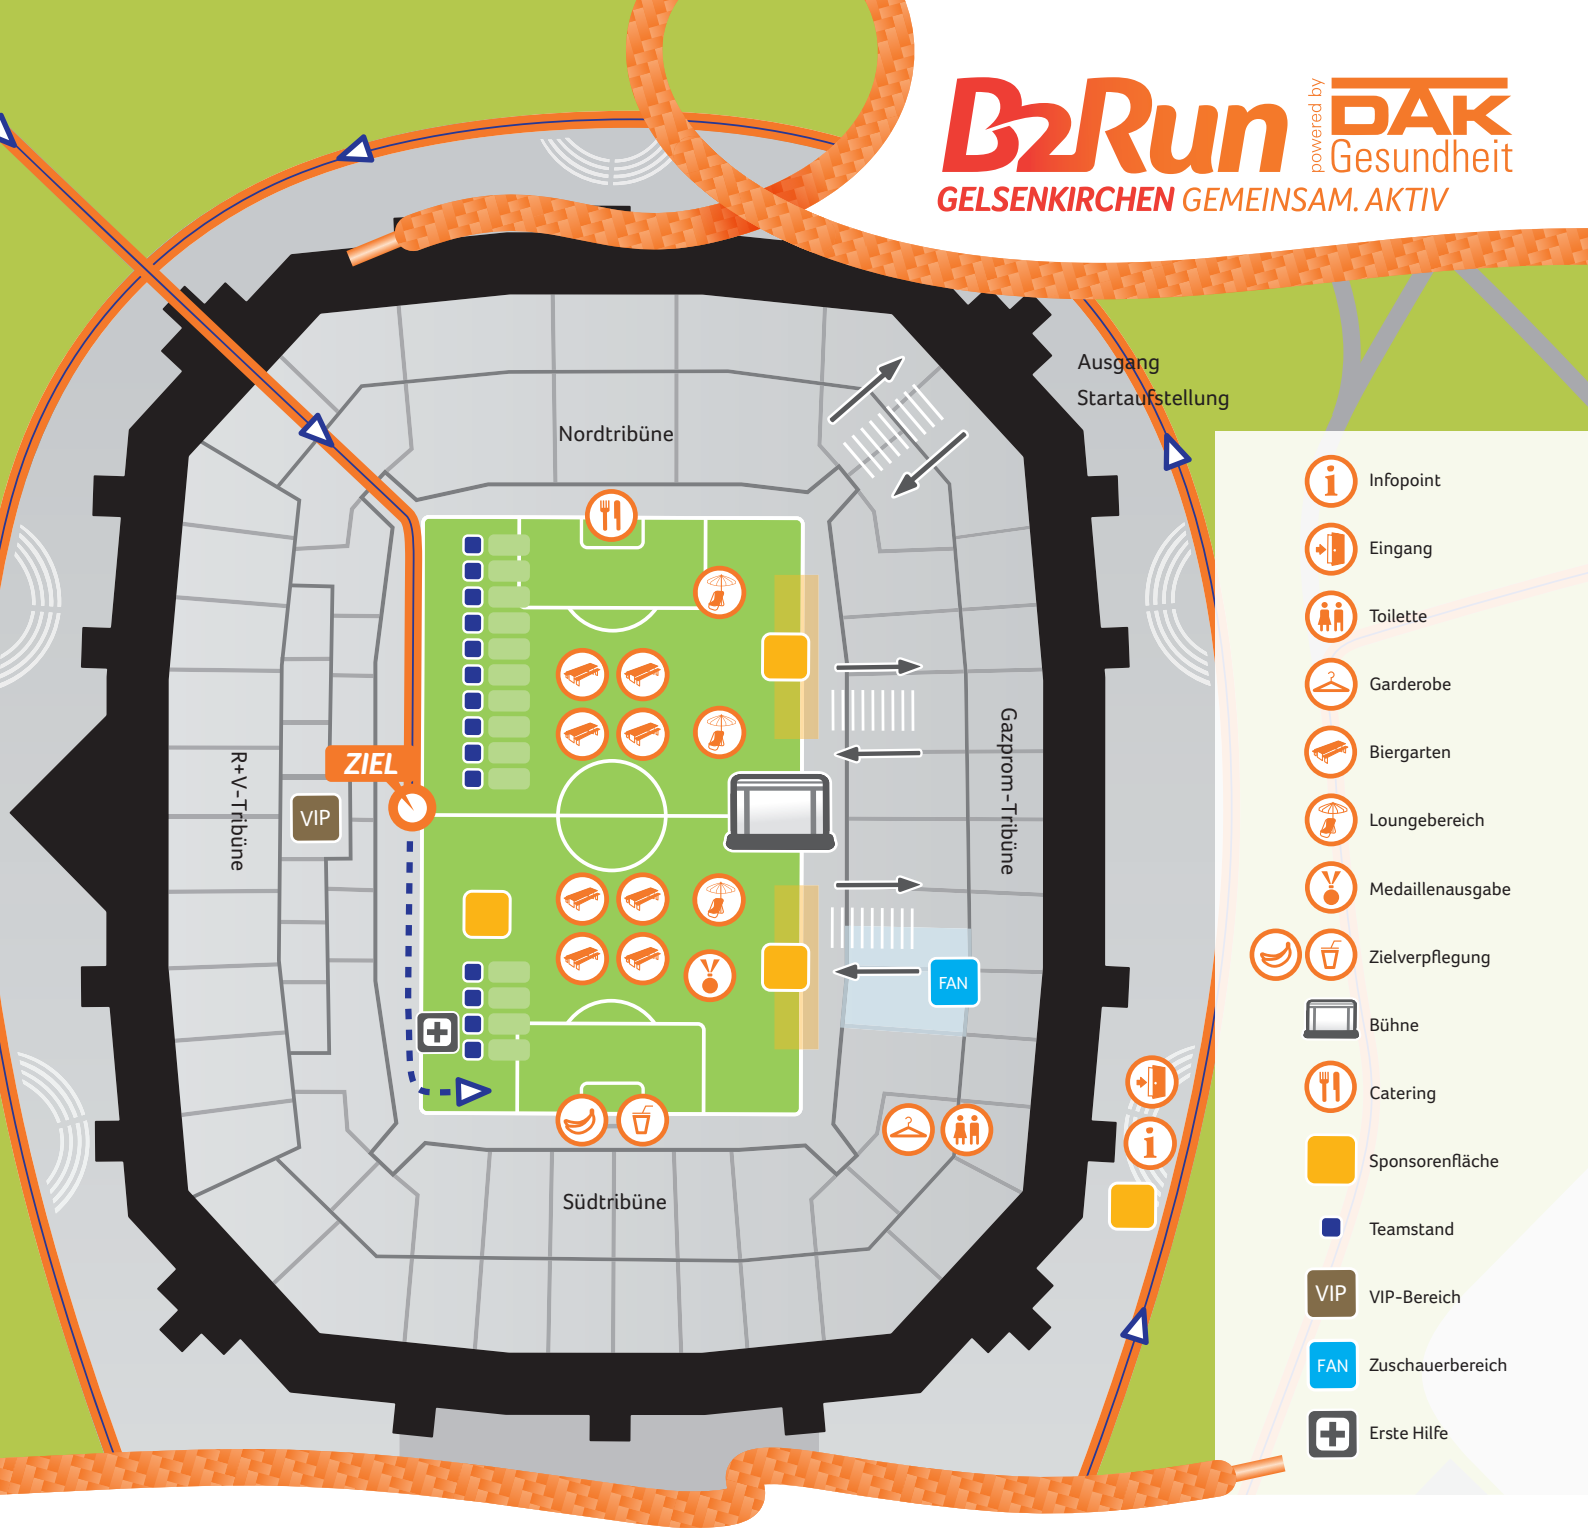 B2Run
powered by
DAK
Gesundheit
GELSENKIRCHEN GEMEINSAM. AKTIV
Ausgang
Startaufstellung
Nordtribüne
R+V-Tribüne
ZIEL
VIP
Gazprom-Tribüne
FAN
Südtribüne
Infopoint
Eingang
Toilette
Garderobe
Biergarten
Loungebereich
Medaillenausgabe
Zielverpflegung
Bühne
Catering
Sponsorenfläche
Teamstand
VIP VIP-Bereich
FAN Zuschauerbereich
Erste Hilfe